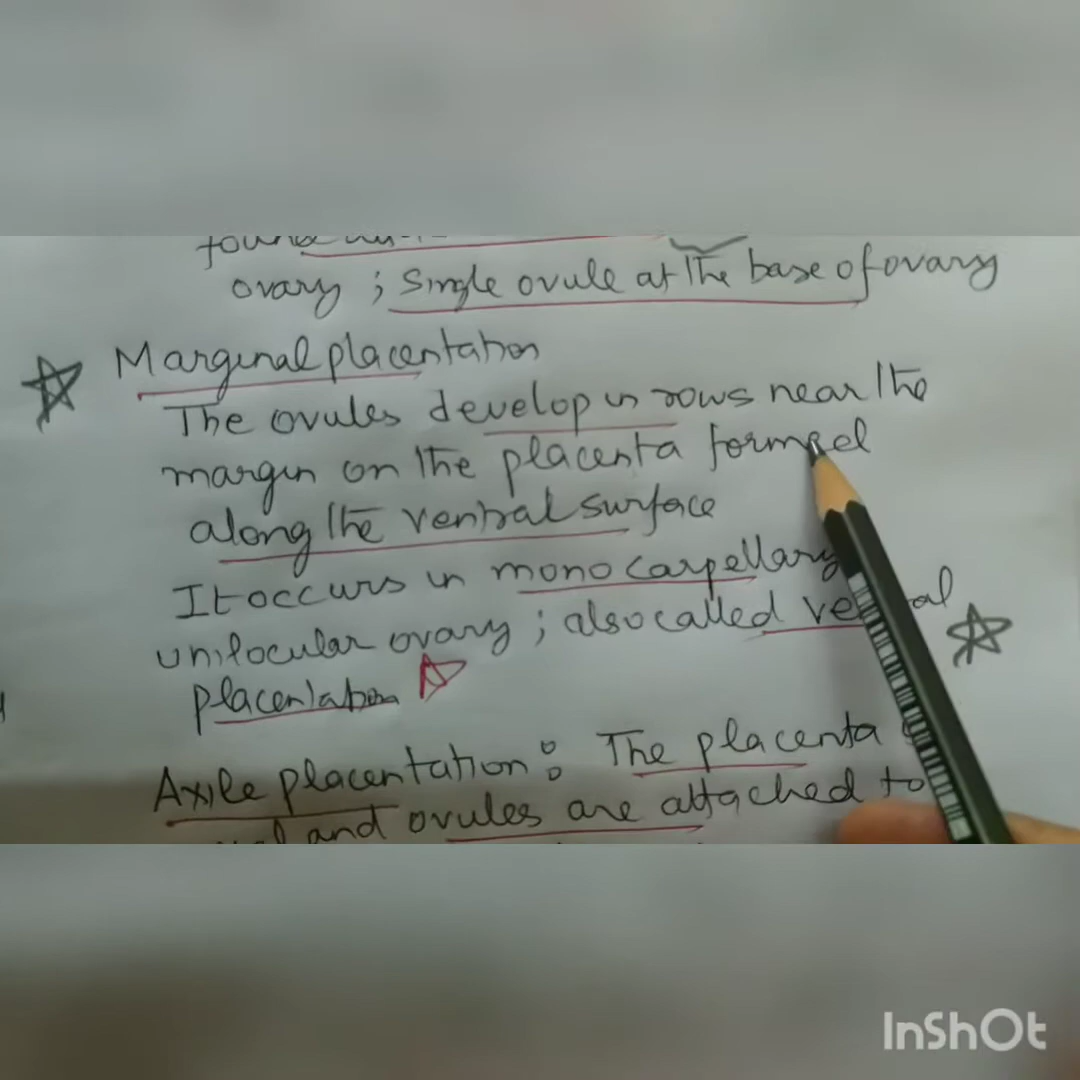 ovary ; Single ovule at the base of ovary
Marginal placentation
The ovules develop in rows near the
margin on the placenta formed
along the ventral surface
It occurs in mono carpellary
unilocular ovary ; also called
placentation
Axile placentation : The placenta
and ovules are attached to
InShOt